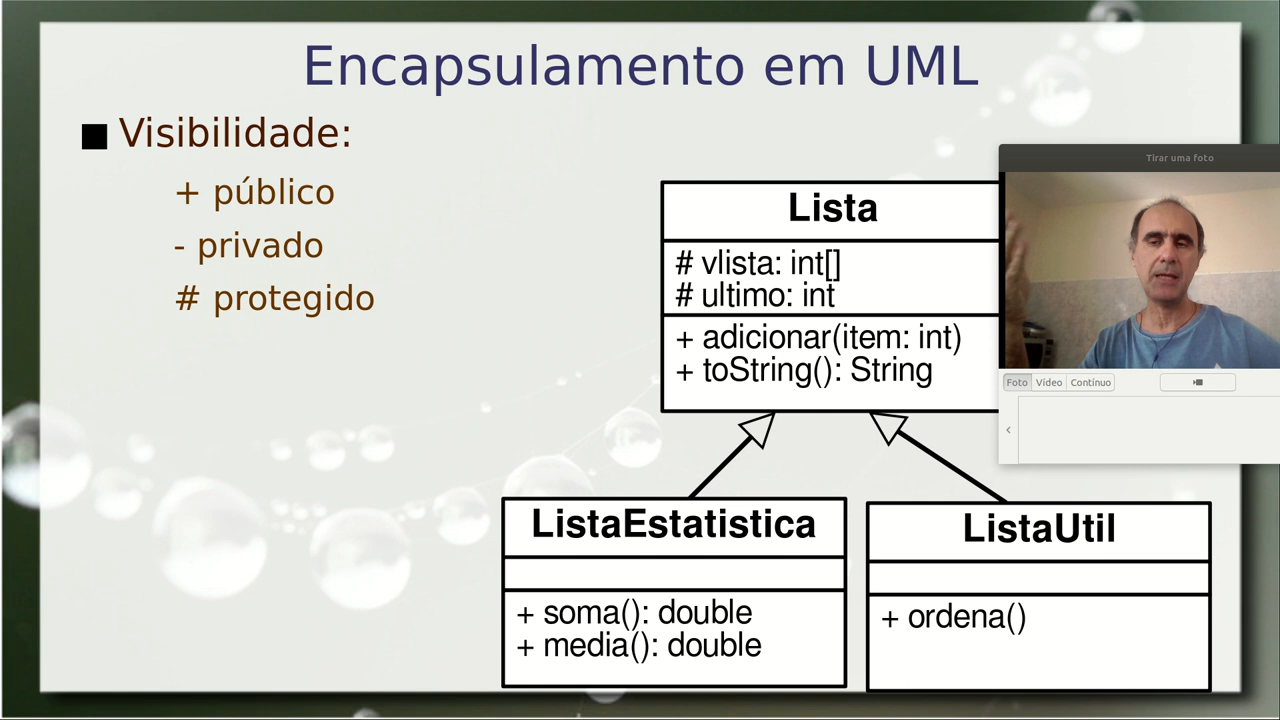 Encapsulamento em UML
Visibilidade:
+ público
- privado
# protegido
Lista
# vlista: int[]
# ultimo: int
+ adicionar(item: int)
+ toString(): String
Tirar uma foto
Foto Vídeo Contínuo
ListaEstatistica
+ soma(): double
+ media(): double
ListaUtil
+ ordena()